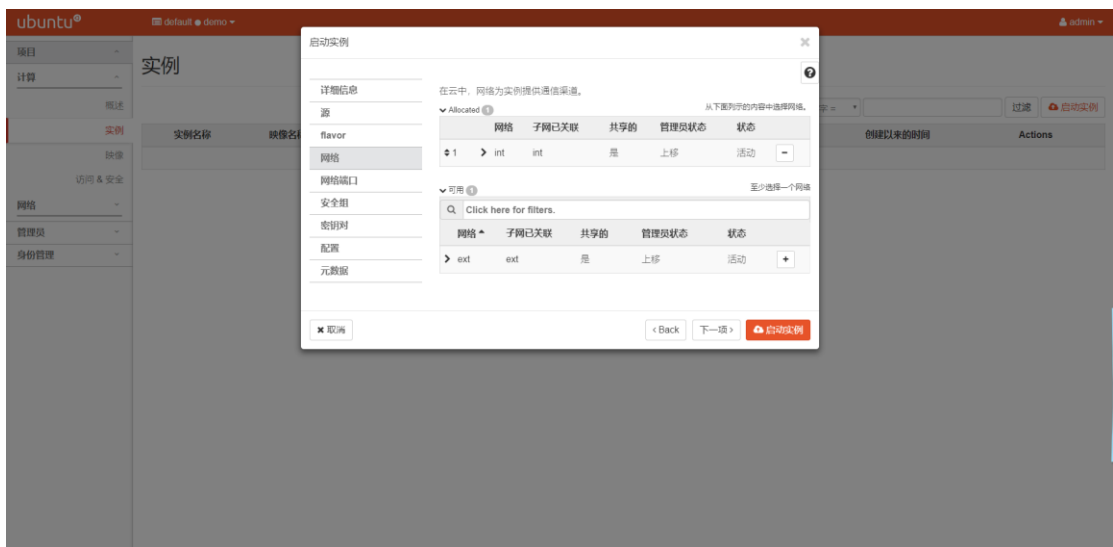 ubuntu® default demo admin
项目
计算
概述
实例
映像
访问 & 安全
网络
管理员
身份管理
实例
过滤 启动实例
实例名称 创建以来的时间 Actions
启动实例
详细信息
源
flavor
网络
网络端口
安全组
密钥对
配置
元数据
在云中，网络为实例提供通信渠道。
Allocated 1 从下面列示的内容中选择网络。
网络 子网已关联 共享的 管理员状态 状态
1 int int 是 上移 活动
可用 1 至少选择一个网络
Click here for filters.
网络 子网已关联 共享的 管理员状态 状态
ext ext 是 上移 活动
取消 Back 下一项 启动实例